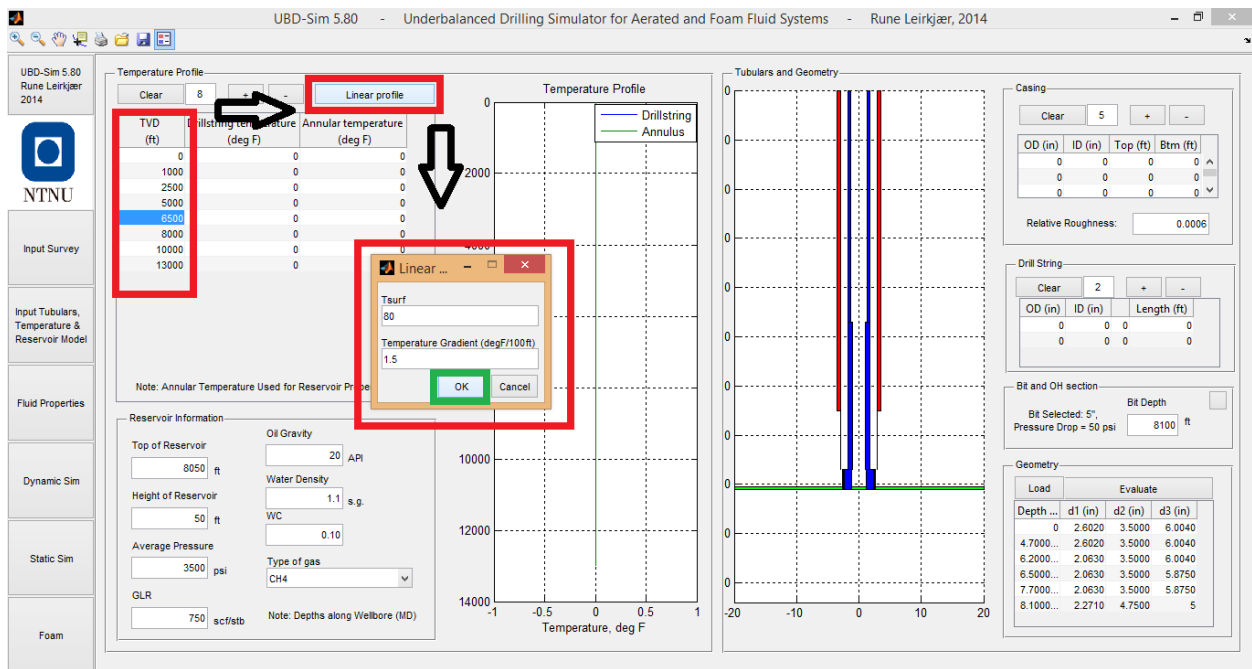 UBD-Sim 5.80 - Underbalanced Drilling Simulator for Aerated and Foam Fluid Systems - Rune Leirkjær, 2014
UBD-Sim 5.80
Rune Leirkjær
2014
NTNU
Input Survey
Input Tubulars,
Temperature &
Reservoir Model
Fluid Properties
Dynamic Sim
Static Sim
Foam
Temperature Profile
Clear 8 + - Linear profile
TVD Drillstring temperature Annular temperature
(ft) (deg F) (deg F)
0 0 0
1000 0 0
2500 0 0
5000 0 0
6500 0 0
8000 0 0
10000 0 0
13000 0
Note: Annular Temperature Used for Reservoir
Linear ...
Tsurf
80
Temperature Gradient (degF/100ft)
1.5
OK Cancel
Reservoir Information
Top of Reservoir
8050 ft
Height of Reservoir
50 ft
Average Pressure
3500 psi
GLR
750 scf/stb
Oil Gravity
20 API
Water Density
1.1 s.g.
WC
0.10
Type of gas
CH4
Note: Depths along Wellbore (MD)
Temperature Profile
Drillstring
Annulus
0
2000
4000
10000
12000
14000
-1 -0.5 0 0.5 1
Temperature, deg F
Tubulars and Geometry
0
0
0
0
0
0
0
0
0
0
0
-20 -10 0 10 20
Casing
Clear 5 + -
OD (in) ID (in) Top (ft) Btm (ft)
0 0 0 0
0 0 0 0
0 0 0 0
Relative Roughness: 0.0006
Drill String
Clear 2 + -
OD (in) ID (in) Length (ft)
0 0 0 0
0 0 0 0
Bit and OH section
Bit Selected: 5",
Pressure Drop = 50 psi
Bit Depth
8100 ft
Geometry
Load Evaluate
Depth ... d1 (in) d2 (in) d3 (in)
0 2.6020 3.5000 6.0040
4.7000... 2.6020 3.5000 6.0040
6.2000... 2.0630 3.5000 6.0040
6.5000... 2.0630 3.5000 5.8750
7.7000... 2.0630 3.5000 5.8750
8.1000... 2.2710 4.7500 5